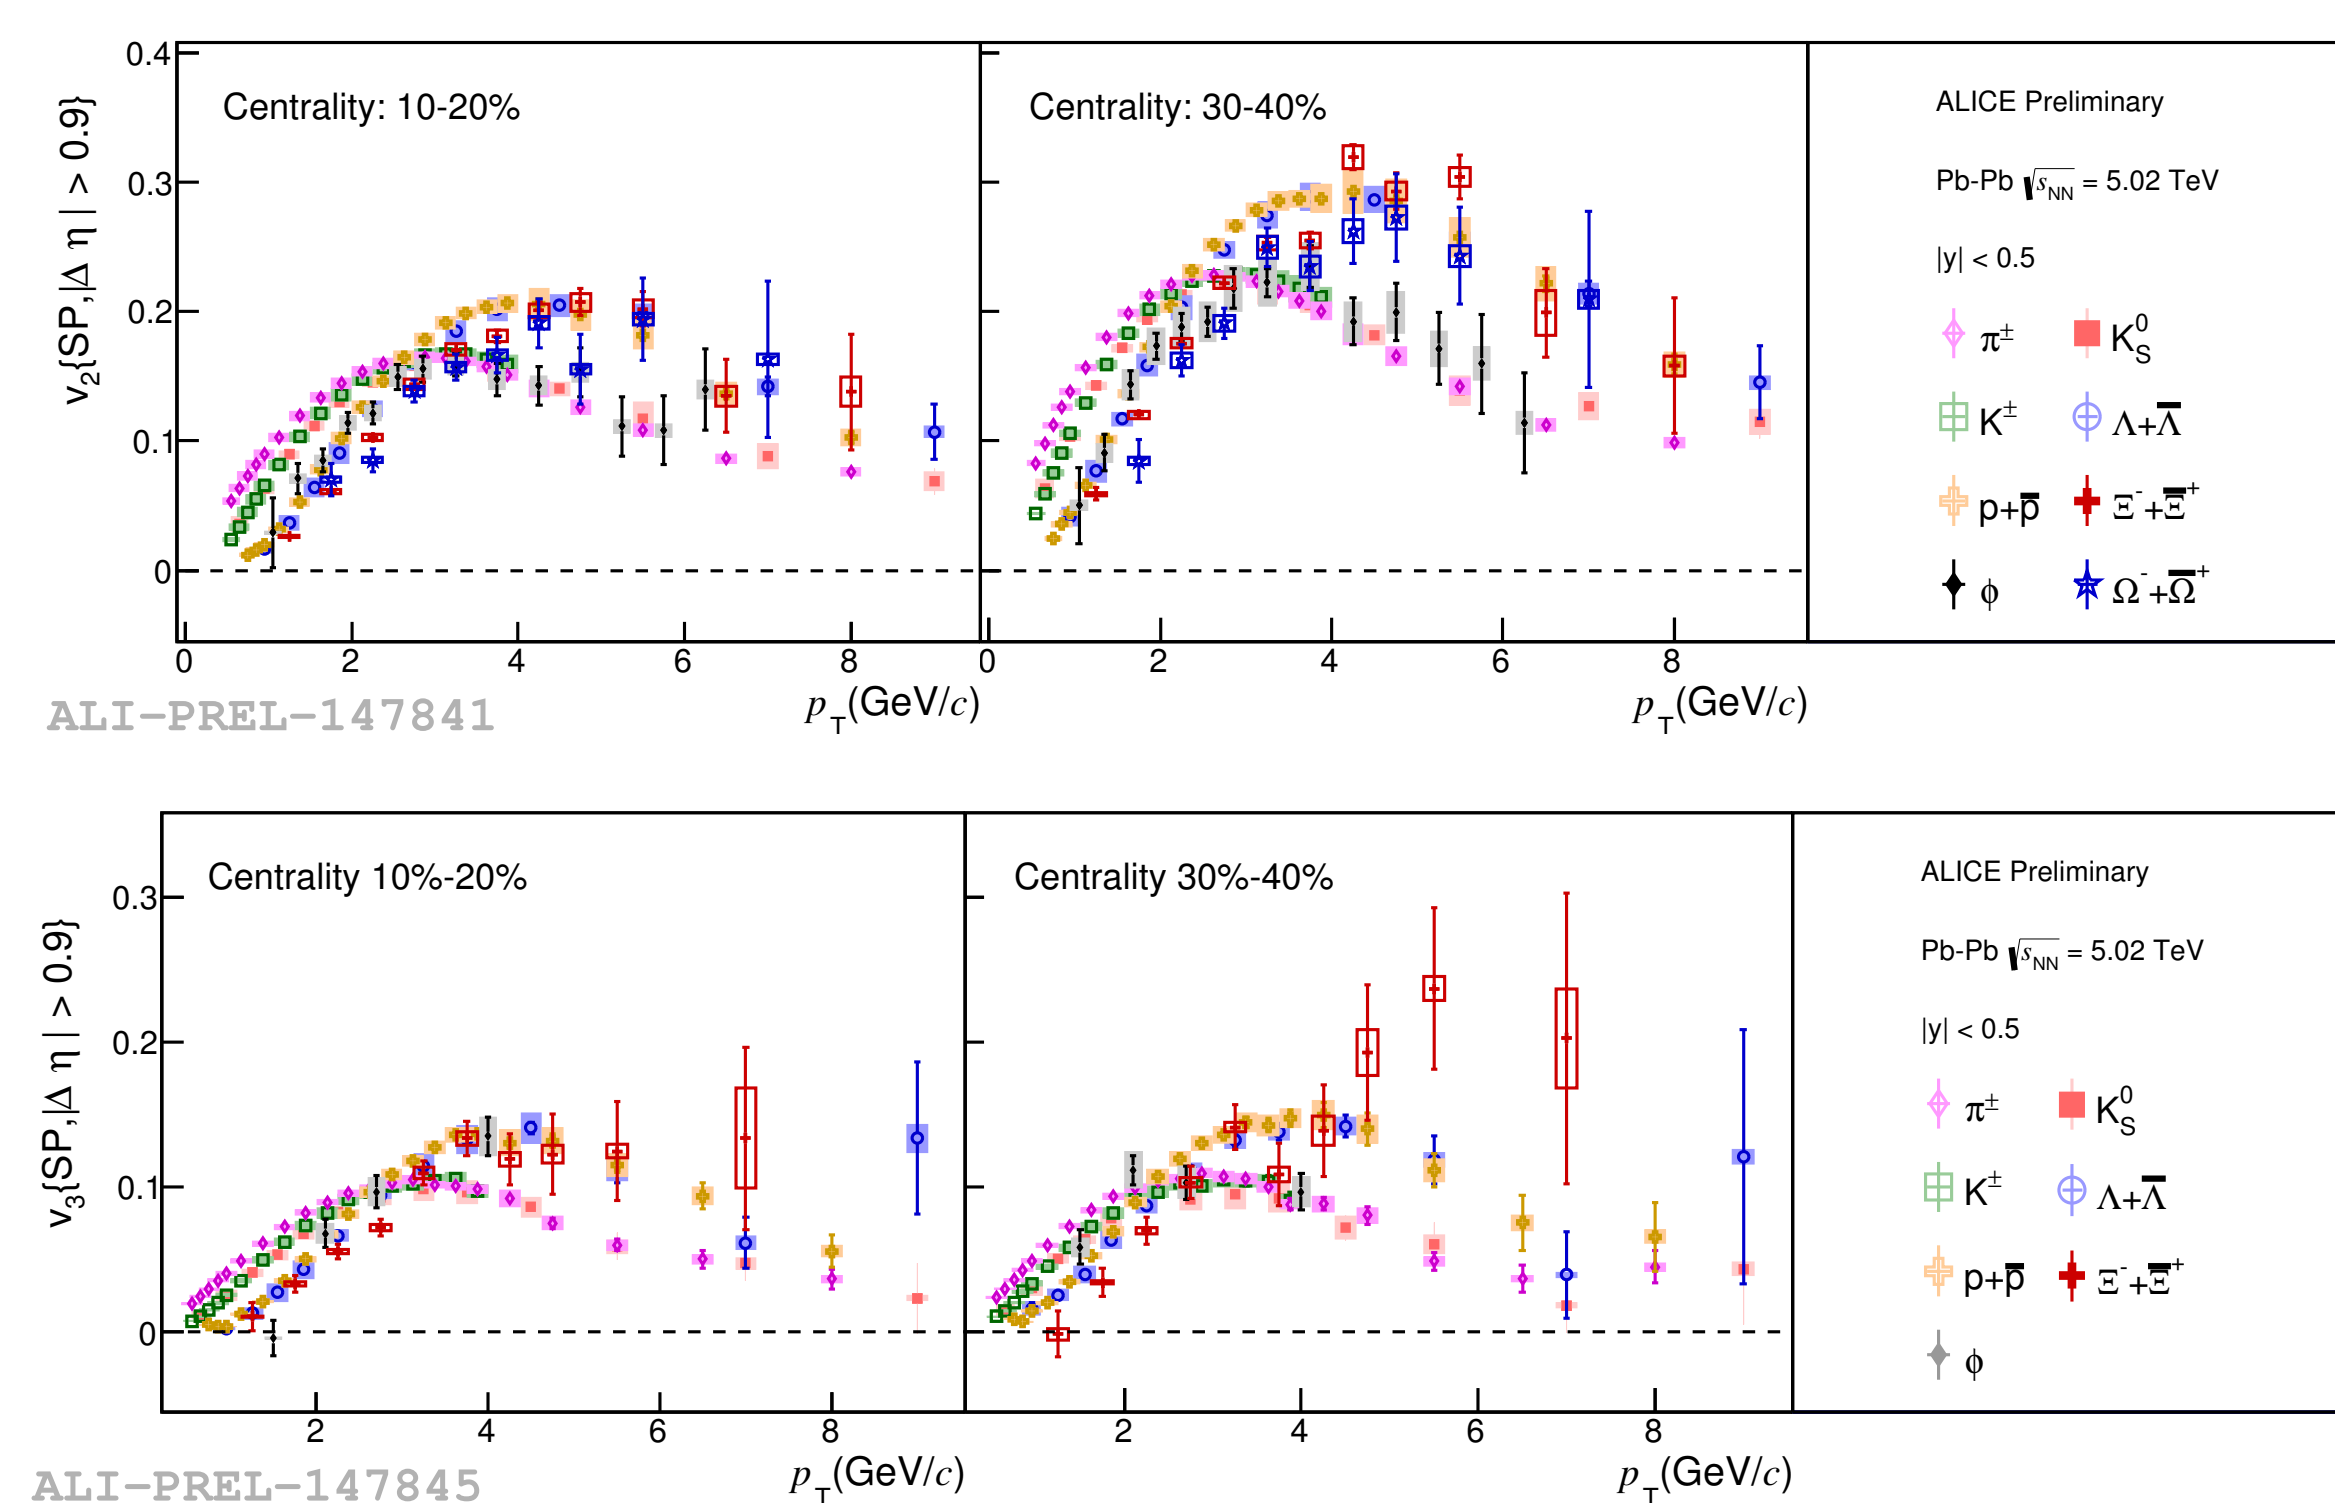 0.4
0.3
0.2
0.1
0
v2{SP,|Δ η | > 0.9}
Centrality: 10-20%
Centrality: 30-40%
ALICE Preliminary
Pb-Pb √sNN = 5.02 TeV
|y| < 0.5
π± K0S
K± Λ+Λ̅
p+p̅ Ξ-+Ξ̅+
ϕ Ω-+Ω̅+
0 2 4 6 8 0 2 4 6 8
pT(GeV/c) pT(GeV/c)
ALI-PREL-147841
0.3
0.2
0.1
0
v3{SP,|Δ η | > 0.9}
Centrality 10%-20%
Centrality 30%-40%
ALICE Preliminary
Pb-Pb √sNN = 5.02 TeV
|y| < 0.5
π± K0S
K± Λ+Λ̅
p+p̅ Ξ-+Ξ̅+
ϕ
2 4 6 8 2 4 6 8
pT(GeV/c) pT(GeV/c)
ALI-PREL-147845